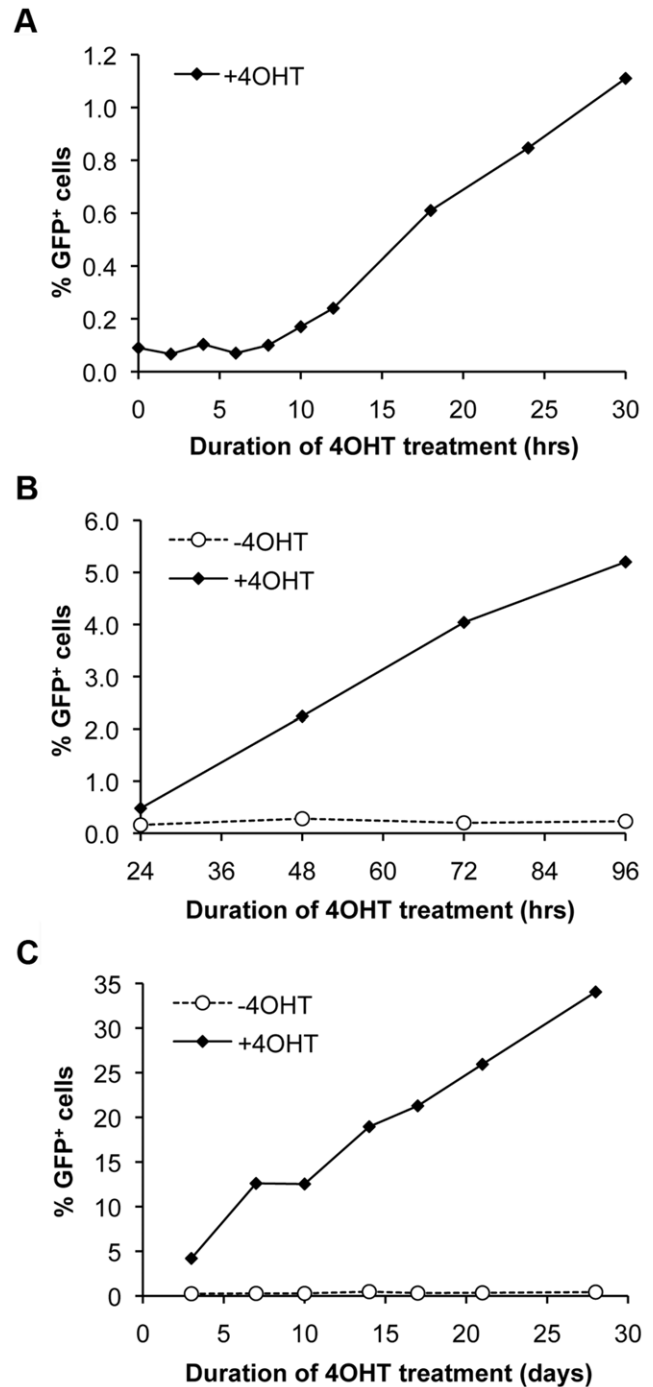 A
1.2
1.0
0.8
0.6
0.4
0.2
0.0
+4OHT
% GFP⁺ cells
0 5 10 15 20 25 30
Duration of 4OHT treatment (hrs)
B
6.0
5.0
4.0
3.0
2.0
1.0
0.0
-4OHT
+4OHT
% GFP⁺ cells
24 36 48 60 72 84 96
Duration of 4OHT treatment (hrs)
C
35
30
25
20
15
10
5
0
-4OHT
+4OHT
% GFP⁺ cells
0 5 10 15 20 25 30
Duration of 4OHT treatment (days)